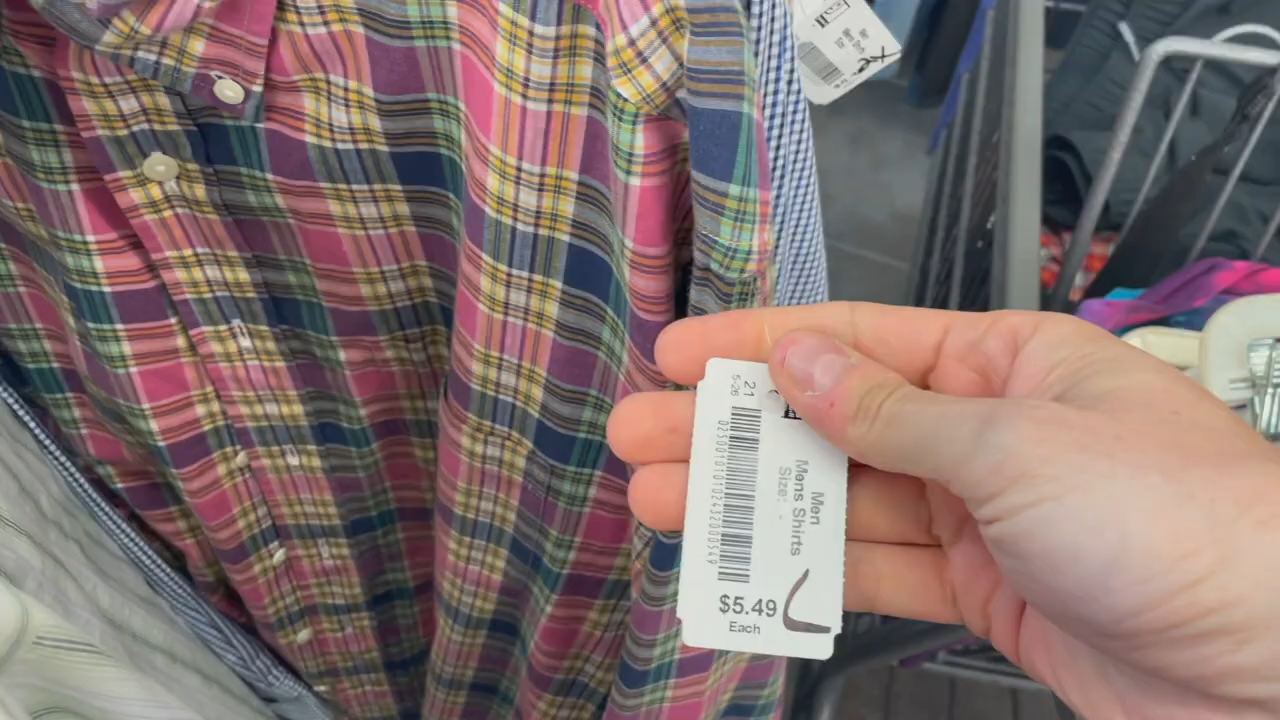 21
5-26
025001010102432000549
Men
Mens Shirts
Size: -
$5.49
Each
L